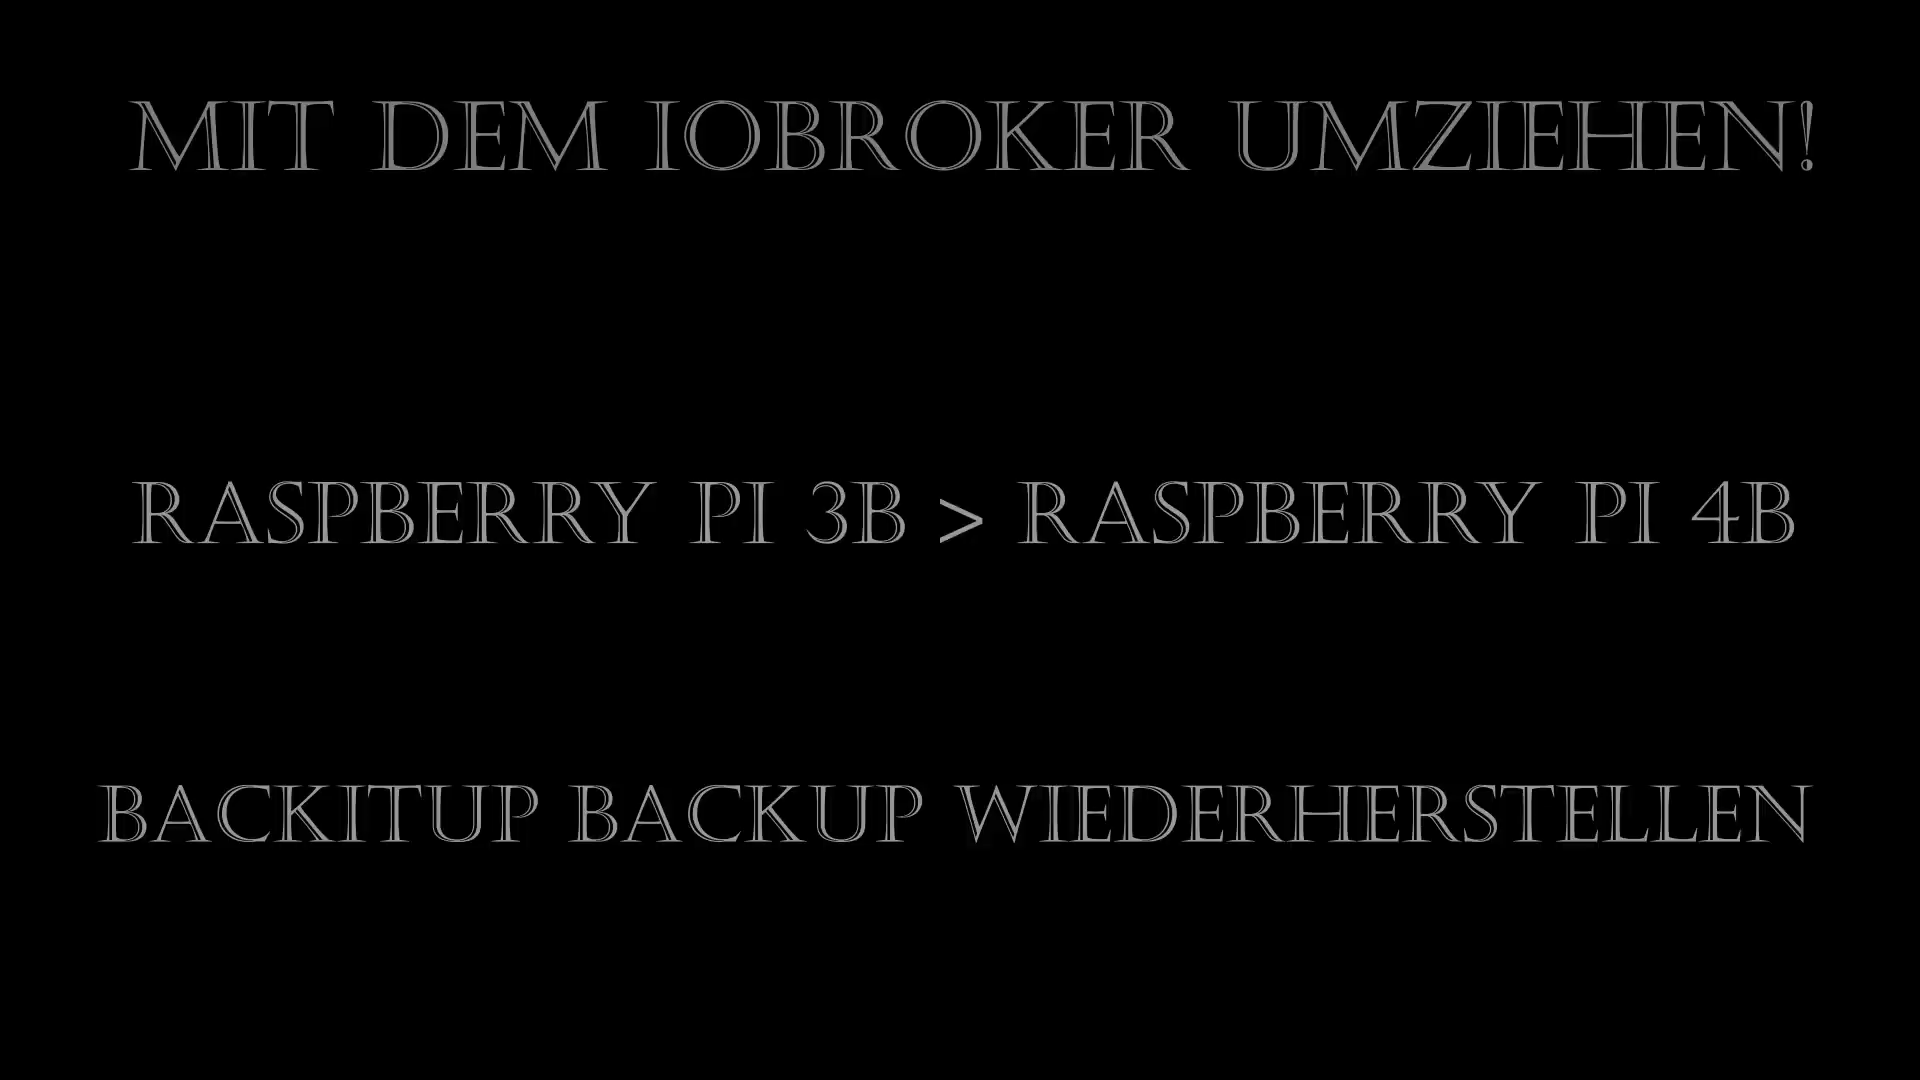 MIT DEM IOBROKER UMZIEHEN!
RASPBERRY PI 3B > RASPBERRY PI 4B
BACKITUP BACKUP WIEDERHERSTELLEN